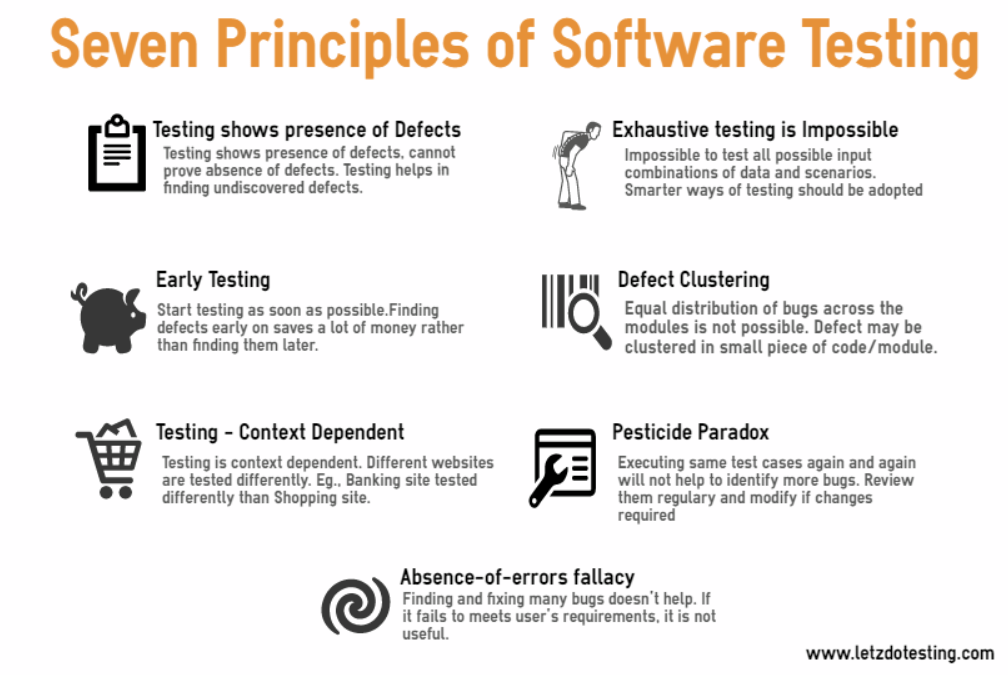 Seven Principles of Software Testing
Testing shows presence of Defects
Testing shows presence of defects, cannot
prove absence of defects. Testing helps in
finding undiscovered defects.
Exhaustive testing is Impossible
Impossible to test all possible input
combinations of data and scenarios.
Smarter ways of testing should be adopted
Early Testing
Start testing as soon as possible.Finding
defects early on saves a lot of money rather
than finding them later.
Defect Clustering
Equal distribution of bugs across the
modules is not possible. Defect may be
clustered in small piece of code/module.
Testing - Context Dependent
Testing is context dependent. Different websites
are tested differently. Eg., Banking site tested
differently than Shopping site.
Pesticide Paradox
Executing same test cases again and again
will not help to identify more bugs. Review
them regulary and modify if changes
required
Absence-of-errors fallacy
Finding and fixing many bugs doesn't help. If
it fails to meets user's requirements, it is not
useful.
www.letzdotesting.com